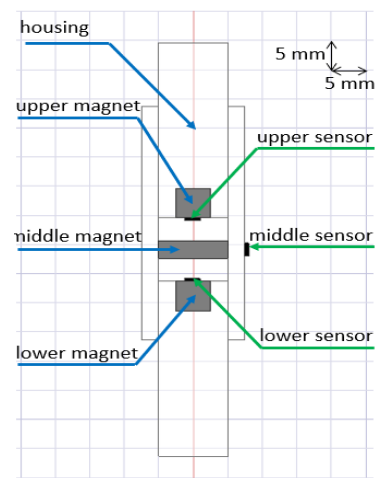 housing
5 mm
5 mm
upper magnet
upper sensor
middle magnet
middle sensor
lower sensor
lower magnet